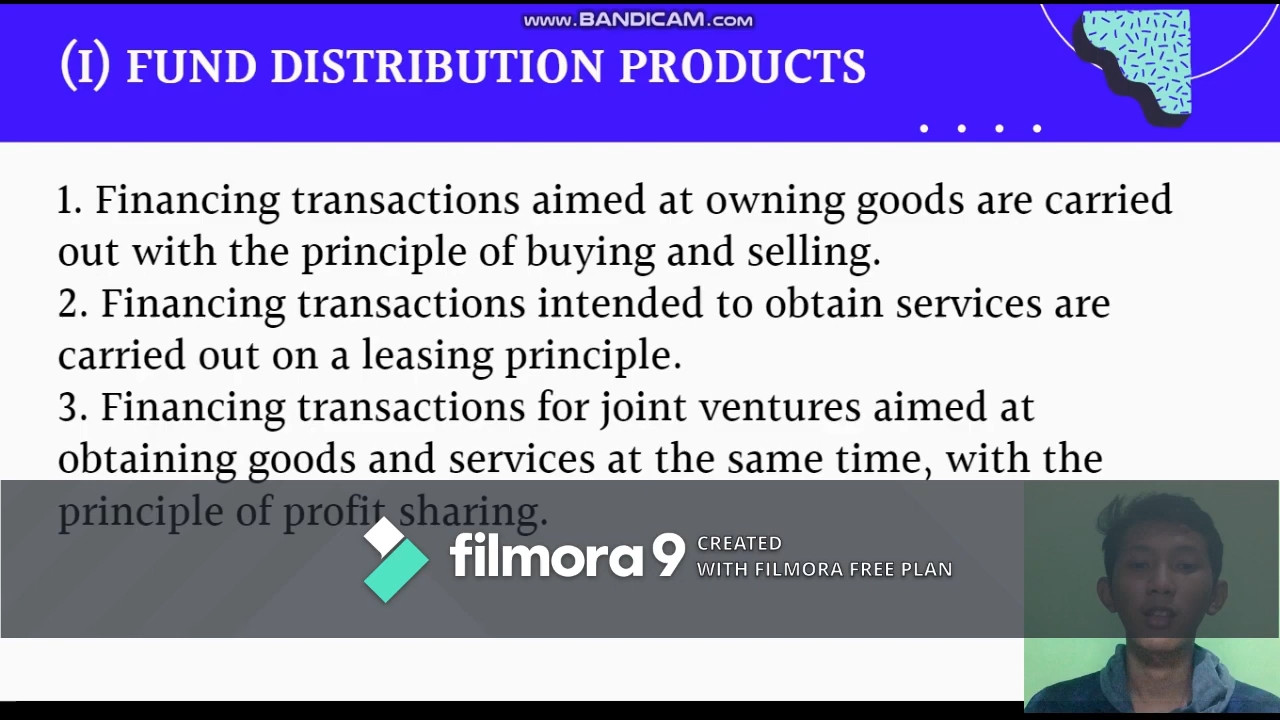 www.BANDICAM.com
(I) FUND DISTRIBUTION PRODUCTS
1. Financing transactions aimed at owning goods are carried
out with the principle of buying and selling.
2. Financing transactions intended to obtain services are
carried out on a leasing principle.
3. Financing transactions for joint ventures aimed at
obtaining goods and services at the same time, with the
principle of profit sharing.
filmora9
CREATED
WITH FILMORA FREE PLAN